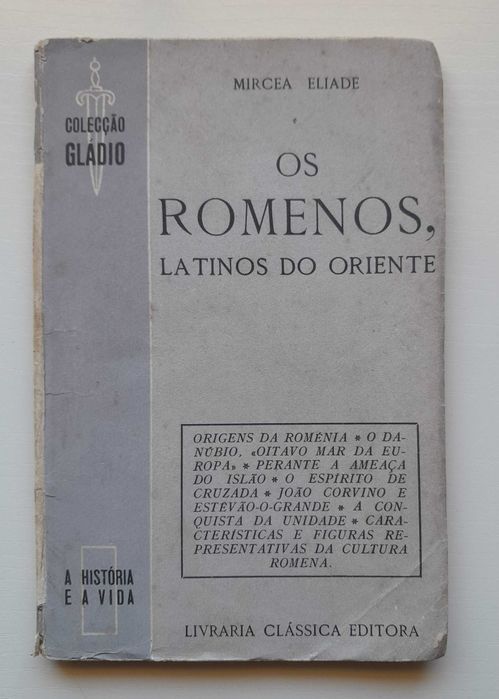 COLECÇÃO
GLÁDIO
MIRCEA ELIADE
OS
ROMENOS,
LATINOS DO ORIENTE
ORIGENS DA ROMÉNIA * O DA-
NÚBIO, «OITAVO MAR DA EU-
ROPA» * PERANTE A AMEAÇA
DO ISLÃO * O ESPÍRITO DE
CRUZADA * JOÃO CORVINO E
ESTÊVÃO-O-GRANDE * A CON-
QUISTA DA UNIDADE * CARA-
CTERÍSTICAS E FIGURAS RE-
PRESENTATIVAS DA CULTURA
ROMENA.
A HISTÓRIA
E A VIDA
LIVRARIA CLÁSSICA EDITORA